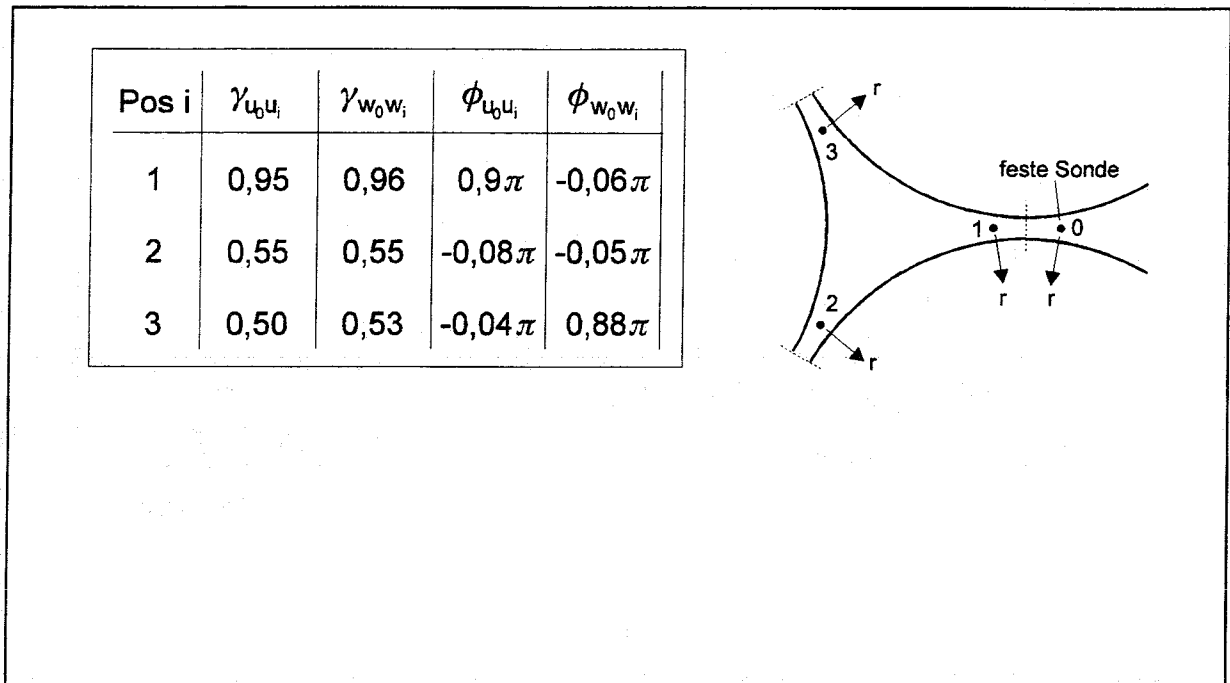 Pos i γu₀uᵢ γw₀wᵢ ϕu₀uᵢ ϕw₀wᵢ
1 0,95 0,96 0,9π -0,06π
2 0,55 0,55 -0,08π -0,05π
3 0,50 0,53 -0,04π 0,88π
r
3
feste Sonde
1 0
r r
2
r